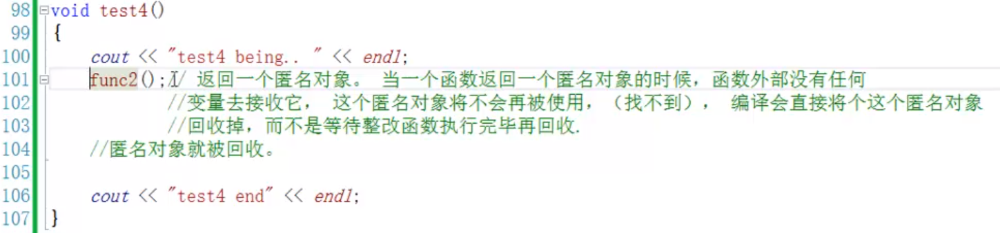 98 void test4()
99 {
100 cout << "test4 being.. " << endl;
101 func2();// 返回一个匿名对象。 当一个函数返回一个匿名对象的时候，函数外部没有任何
102 //变量去接收它， 这个匿名对象将不会再被使用，（找不到）， 编译会直接将个这个匿名对象
103 //回收掉，而不是等待整改函数执行完毕再回收.
104 //匿名对象就被回收。
105
106 cout << "test4 end" << endl;
107 }